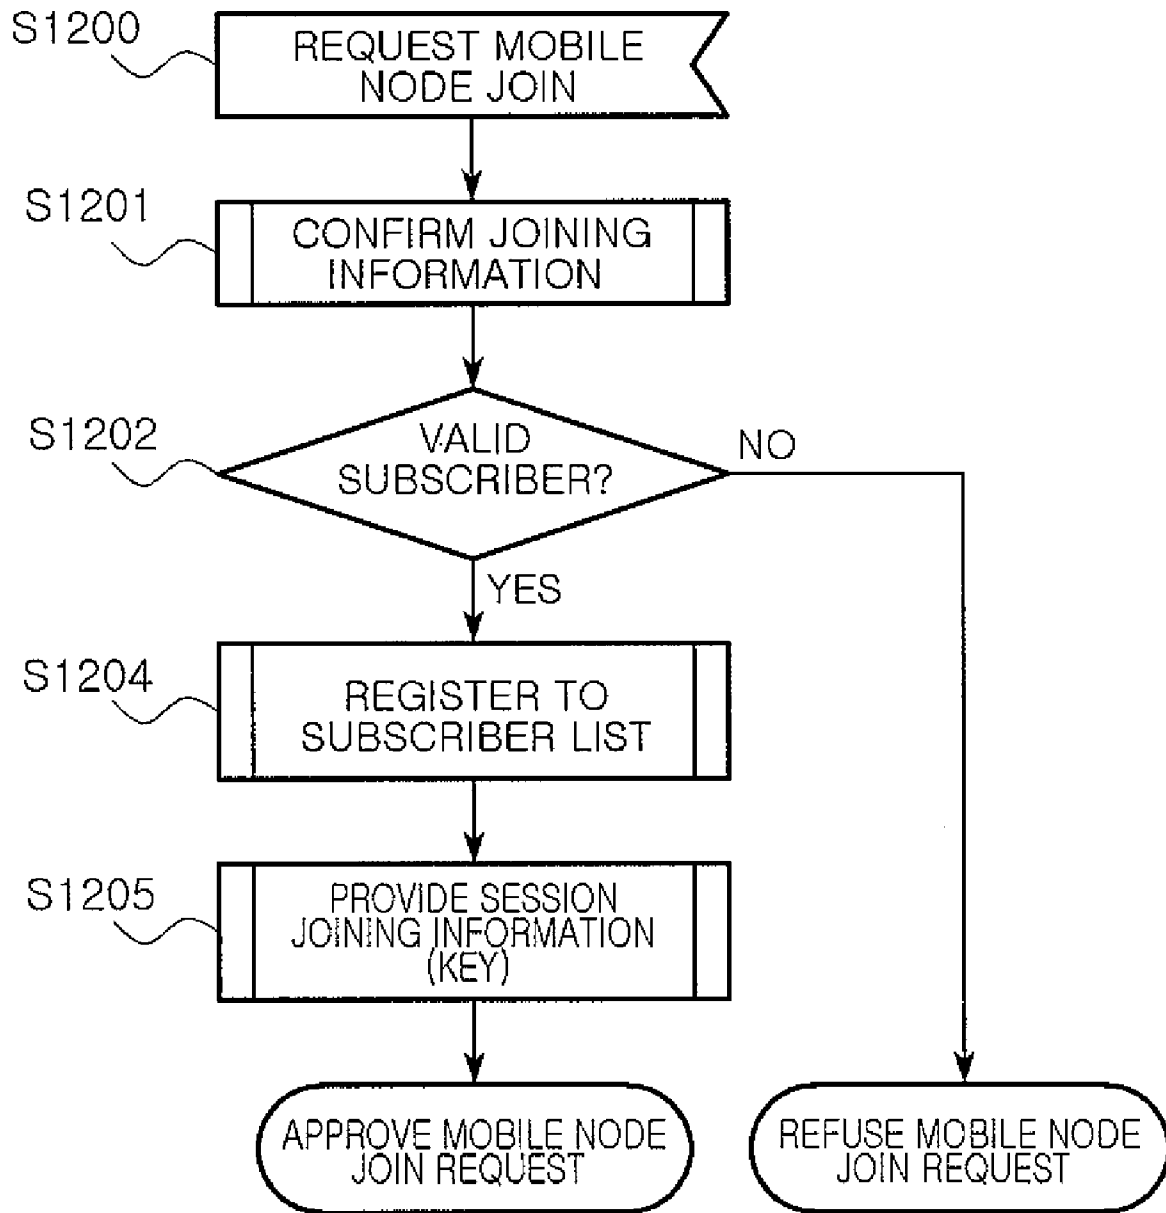 S1200
REQUEST MOBILE
NODE JOIN
S1201
CONFIRM JOINING
INFORMATION
S1202
VALID
SUBSCRIBER?
NO
YES
S1204
REGISTER TO
SUBSCRIBER LIST
S1205
PROVIDE SESSION
JOINING INFORMATION
(KEY)
APPROVE MOBILE NODE
JOIN REQUEST
REFUSE MOBILE NODE
JOIN REQUEST